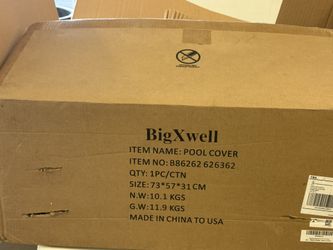 BigXwell
ITEM NAME: POOL COVER
ITEM NO: B86262 626362
QTY: 1PC/CTN
SIZE: 73*57*31 CM
N.W: 10.1 KGS
G.W: 11.9 KGS
MADE IN CHINA TO USA